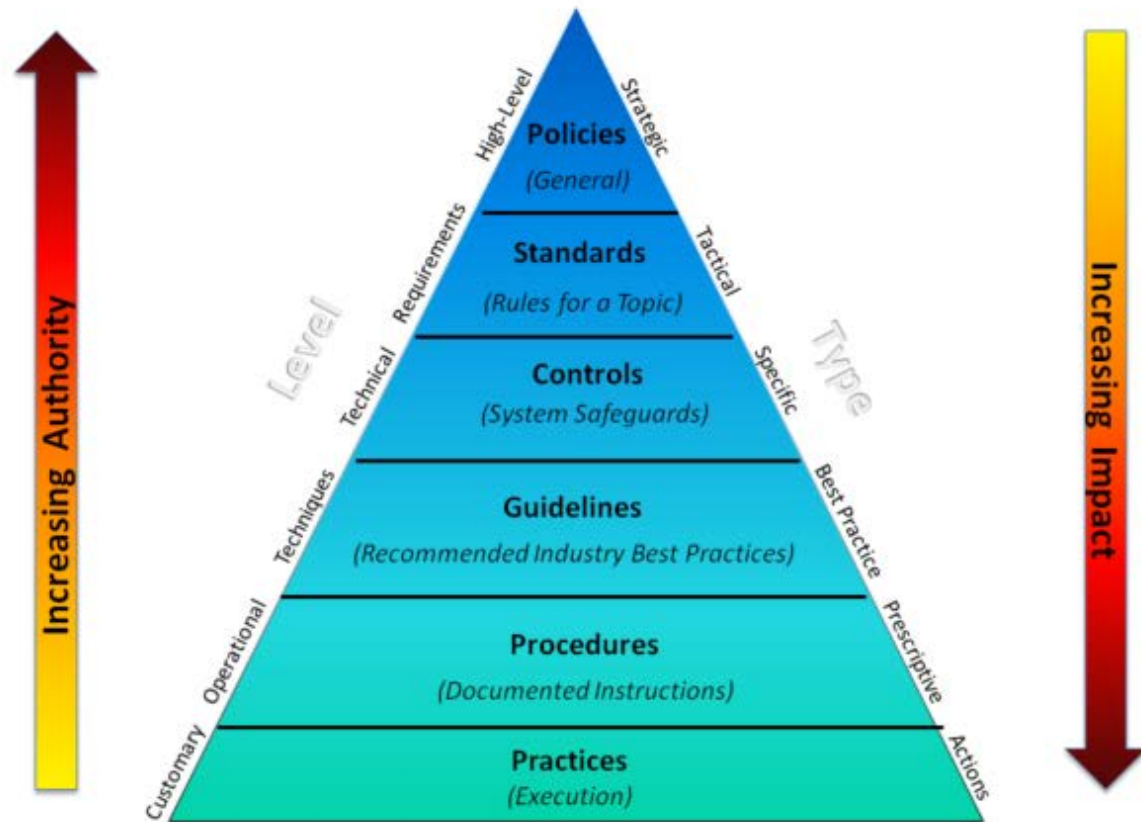 Increasing Authority
Level
High-Level
Requirements
Technical
Techniques
Operational
Customary
Policies
(General)
Standards
(Rules for a Topic)
Controls
(System Safeguards)
Guidelines
(Recommended Industry Best Practices)
Procedures
(Documented Instructions)
Practices
(Execution)
Strategic
Tactical
Specific
Best Practice
Prescriptive
Actions
Type
Increasing Impact